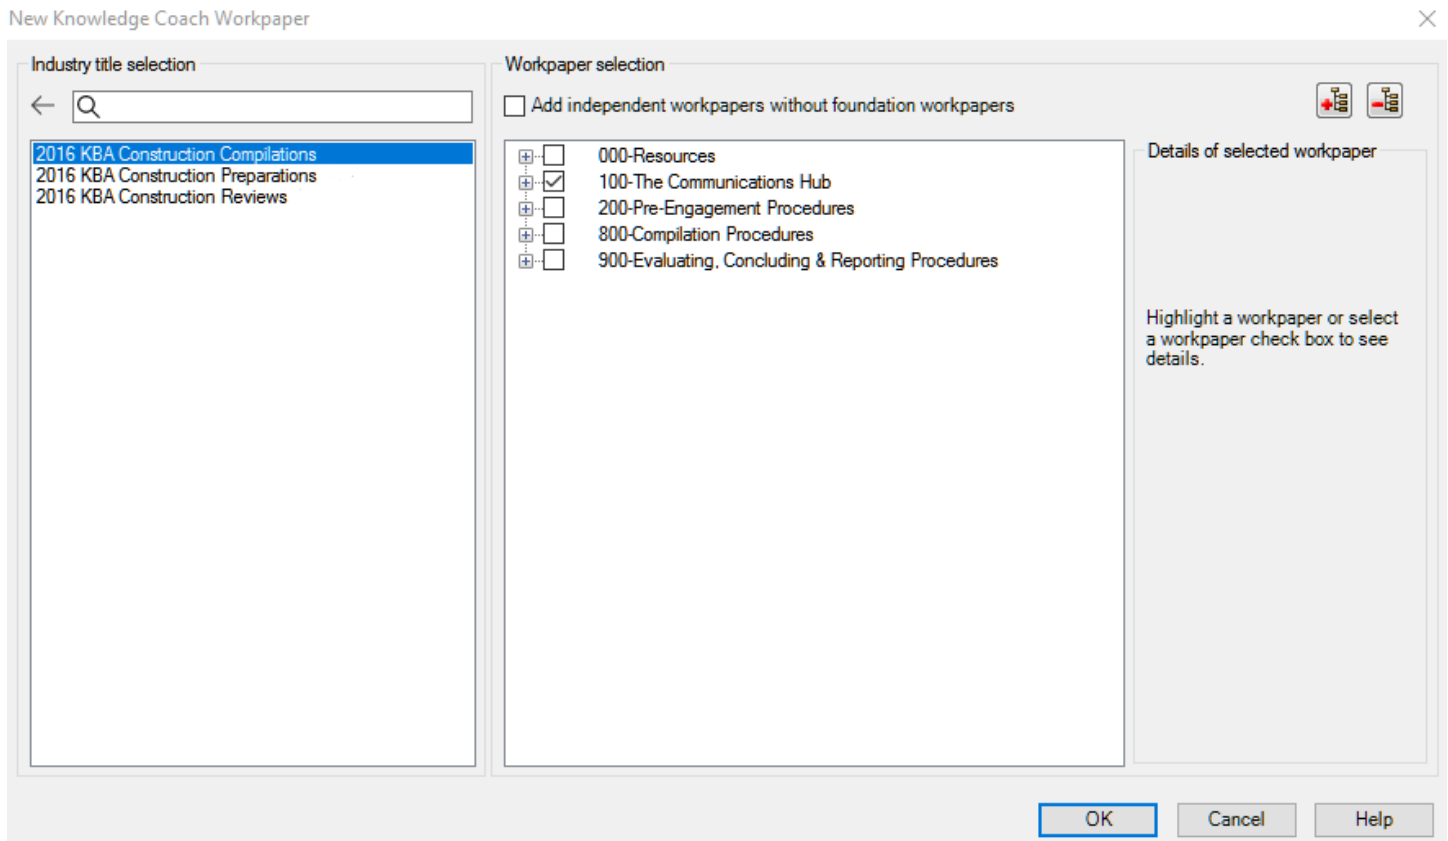 New Knowledge Coach Workpaper
Industry title selection
2016 KBA Construction Compilations
2016 KBA Construction Preparations
2016 KBA Construction Reviews
Workpaper selection
Add independent workpapers without foundation workpapers
000-Resources
100-The Communications Hub
200-Pre-Engagement Procedures
800-Compilation Procedures
900-Evaluating, Concluding & Reporting Procedures
Details of selected workpaper
Highlight a workpaper or select
a workpaper check box to see
details.
OK
Cancel
Help